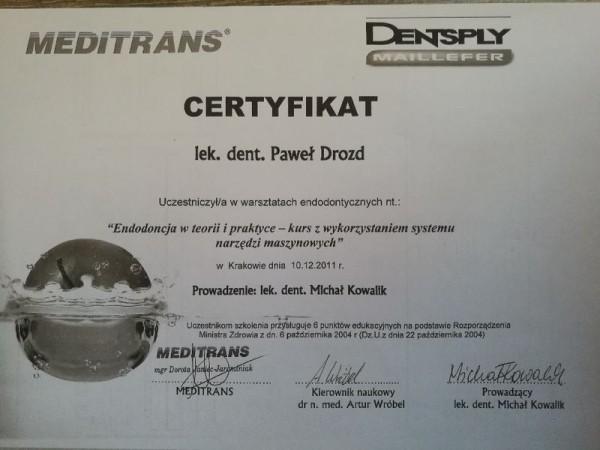 MEDITRANS®
DENTSPLY
MAILLEFER
CERTYFIKAT
lek. dent. Paweł Drozd
Uczestniczył/a w warsztatach endodontycznych nt.:
“Endodoncja w teorii i praktyce – kurs z wykorzystaniem systemu
narzędzi maszynowych”
w Krakowie dnia 10.12.2011 r.
Prowadzenie: lek. dent. Michał Kowalik
Uczestnikom szkolenia przysługuje 6 punktów edukacyjnych na podstawie Rozporządzenia
Ministra Zdrowia z dn. 6 października 2004 r (Dz.U.z dnia 22 października 2004)
MEDITRANS
mgr Dorota
A. Wróbel
Michał Kowalik
MEDITRANS
Kierownik naukowy
dr n. med. Artur Wróbel
Prowadzący
lek. dent. Michał Kowalik